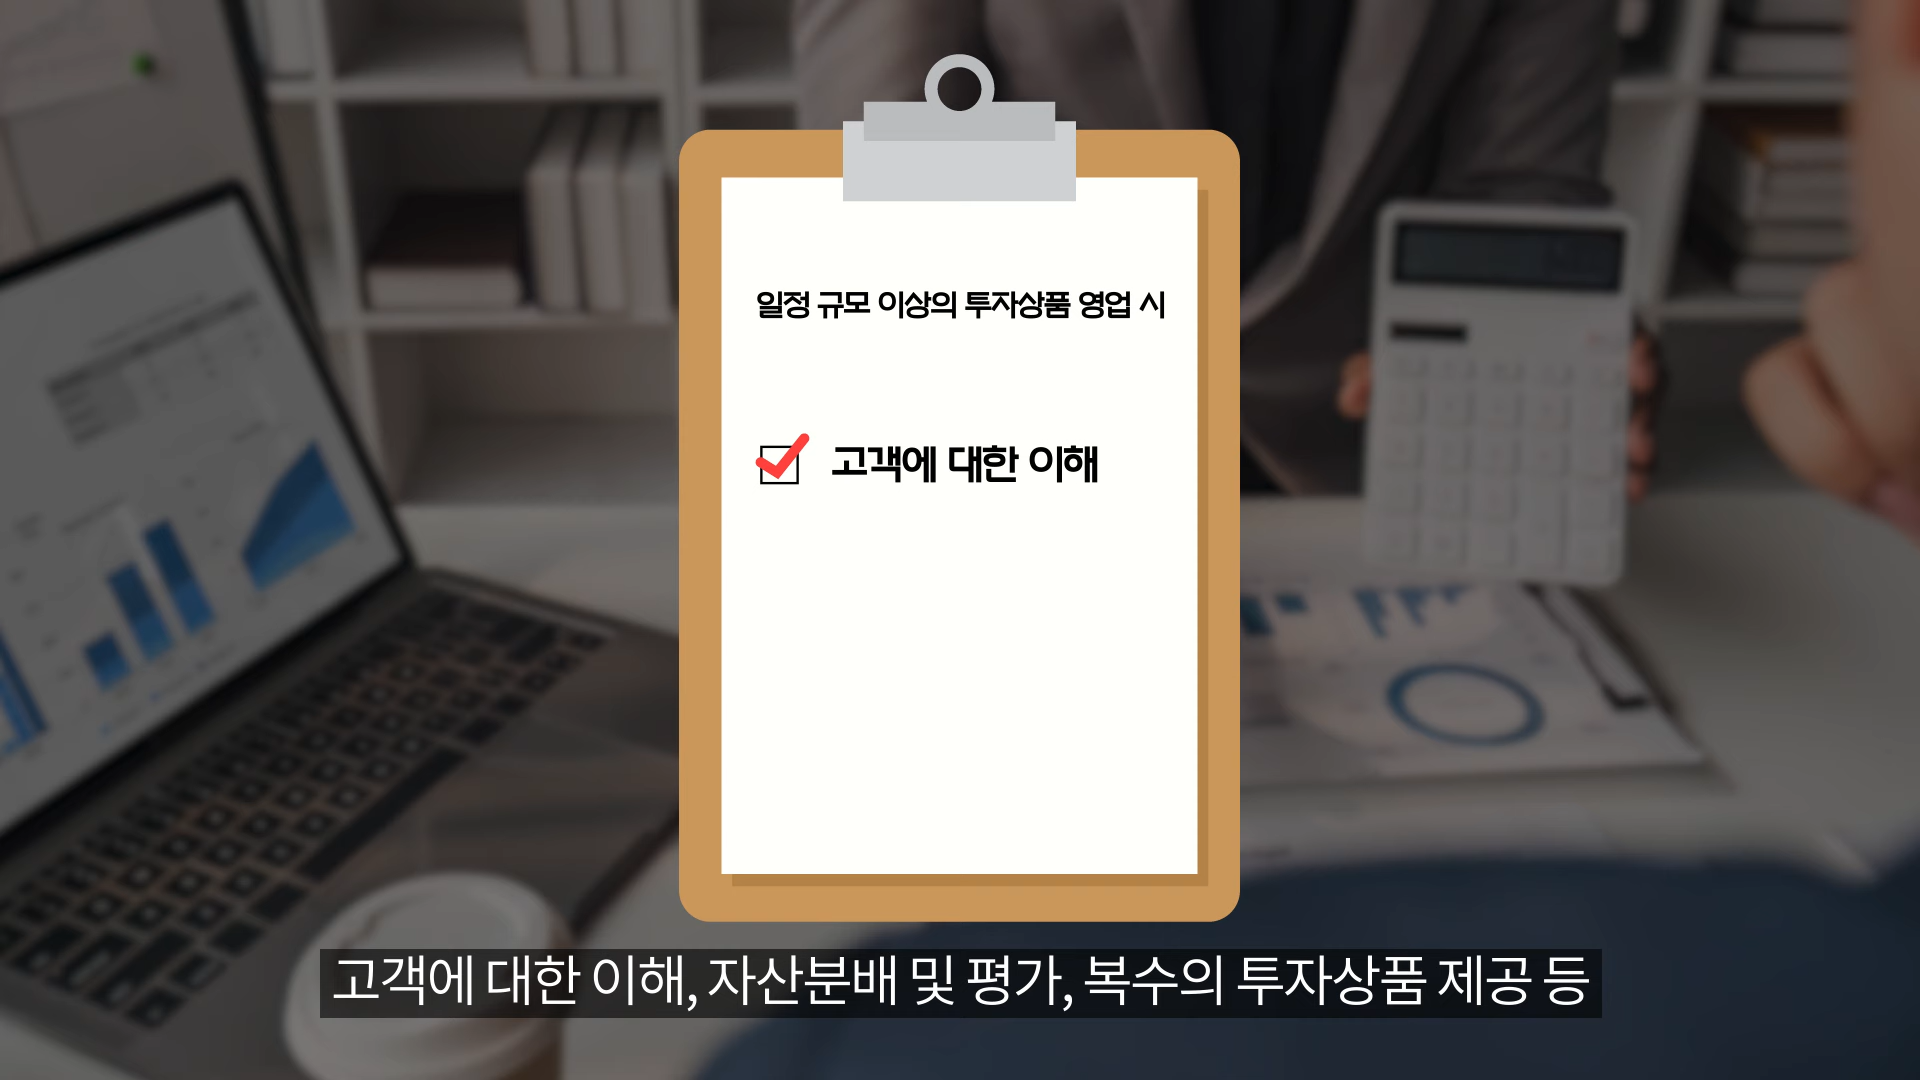 일정 규모 이상의 투자상품 영업 시
고객에 대한 이해
고객에 대한 이해, 자산분배 및 평가, 복수의 투자상품 제공 등